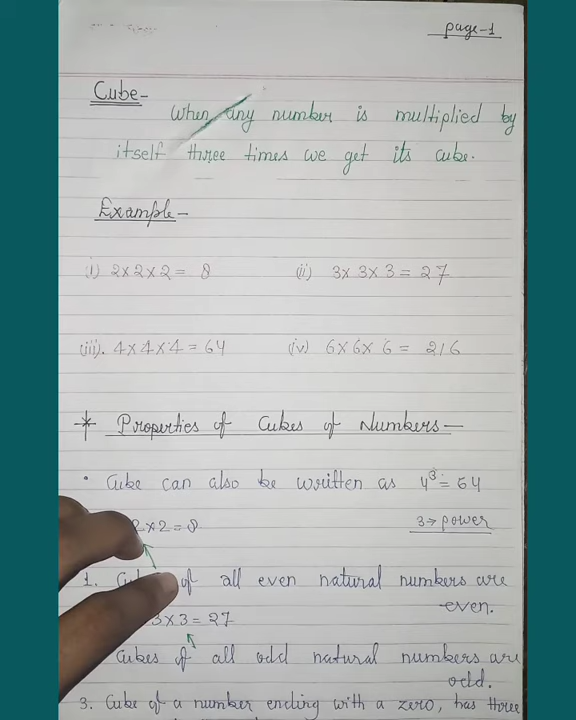 page-1
Cube-
When any number is multiplied by
itself three times we get its cube.
Example-
(i) 2×2×2= 8 (ii) 3× 3×3= 27
(iii). 4×4×4=64 (iv) 6×6×6 = 216
* Properties of Cubes of Numbers-
• Cube can also be written as 4³= 64
2×2=8 3→power
1. of all even natural numbers are
even.
3×3= 27
Cubes of all odd natural numbers are
odd.
3. Cube of a number ending with a zero, has three